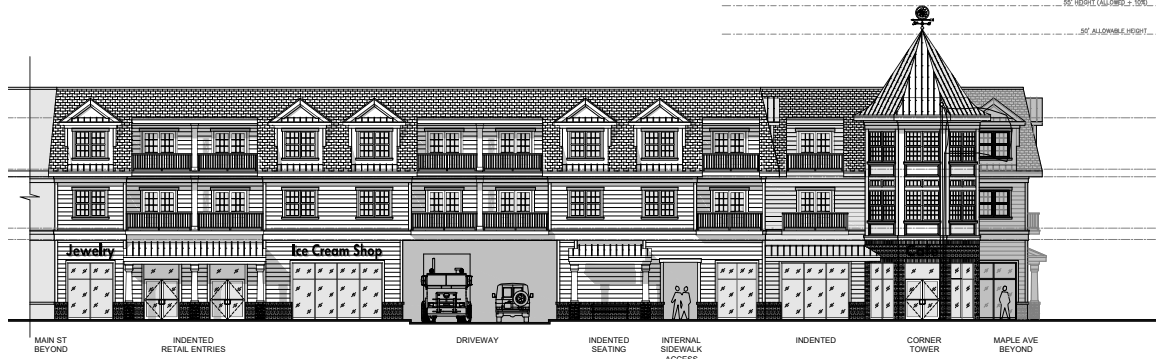 55' HEIGHT (ALLOWED + 10%)
50' ALLOWABLE HEIGHT
Jewelry
Ice Cream Shop
MAIN ST
BEYOND
INDENTED
RETAIL ENTRIES
DRIVEWAY
INDENTED
SEATING
INTERNAL
SIDEWALK
ACCESS
INDENTED
CORNER
TOWER
MAPLE AVE
BEYOND